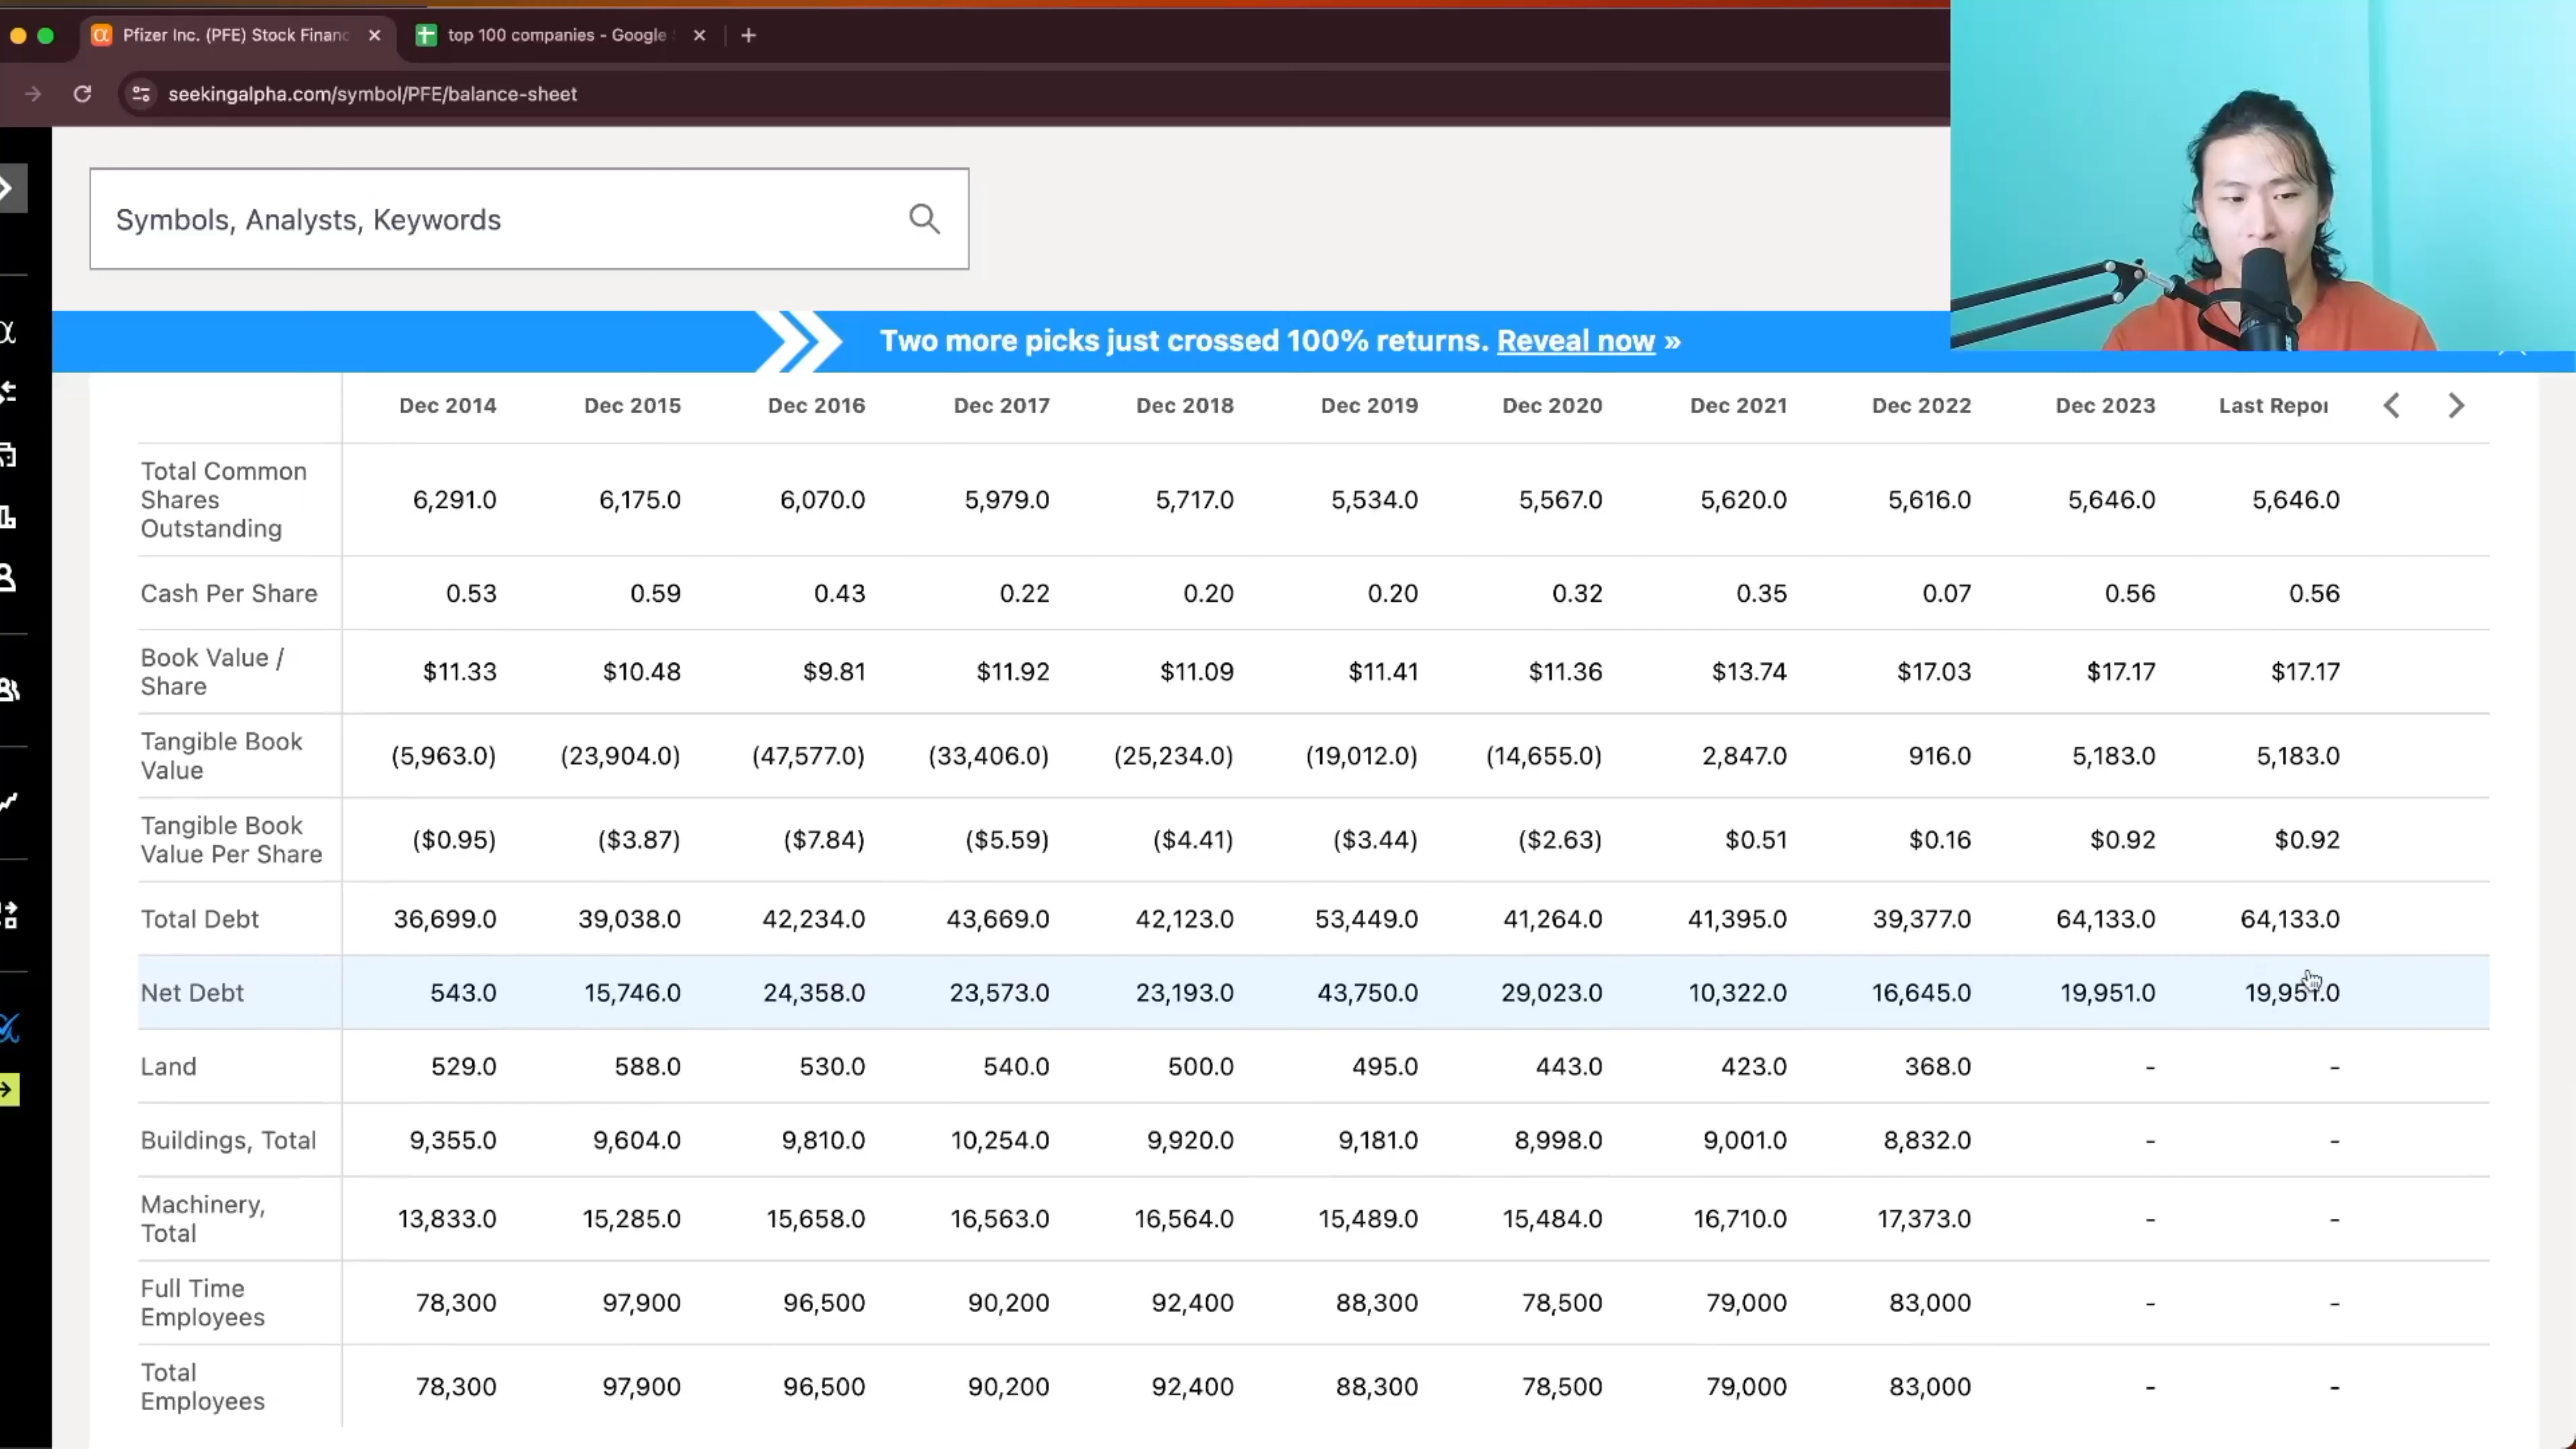 Pfizer Inc. (PFE) Stock Financ
top 100 companies - Google
seekingalpha.com/symbol/PFE/balance-sheet
Symbols, Analysts, Keywords
Two more picks just crossed 100% returns. Reveal now »
Dec 2014 Dec 2015 Dec 2016 Dec 2017 Dec 2018 Dec 2019 Dec 2020 Dec 2021 Dec 2022 Dec 2023 Last Repor
Total Common
Shares
Outstanding
6,291.0 6,175.0 6,070.0 5,979.0 5,717.0 5,534.0 5,567.0 5,620.0 5,616.0 5,646.0 5,646.0
Cash Per Share 0.53 0.59 0.43 0.22 0.20 0.20 0.32 0.35 0.07 0.56 0.56
Book Value /
Share
$11.33 $10.48 $9.81 $11.92 $11.09 $11.41 $11.36 $13.74 $17.03 $17.17 $17.17
Tangible Book
Value
(5,963.0) (23,904.0) (47,577.0) (33,406.0) (25,234.0) (19,012.0) (14,655.0) 2,847.0 916.0 5,183.0 5,183.0
Tangible Book
Value Per Share
($0.95) ($3.87) ($7.84) ($5.59) ($4.41) ($3.44) ($2.63) $0.51 $0.16 $0.92 $0.92
Total Debt 36,699.0 39,038.0 42,234.0 43,669.0 42,123.0 53,449.0 41,264.0 41,395.0 39,377.0 64,133.0 64,133.0
Net Debt 543.0 15,746.0 24,358.0 23,573.0 23,193.0 43,750.0 29,023.0 10,322.0 16,645.0 19,951.0 19,951.0
Land 529.0 588.0 530.0 540.0 500.0 495.0 443.0 423.0 368.0 - -
Buildings, Total 9,355.0 9,604.0 9,810.0 10,254.0 9,920.0 9,181.0 8,998.0 9,001.0 8,832.0 - -
Machinery,
Total
13,833.0 15,285.0 15,658.0 16,563.0 16,564.0 15,489.0 15,484.0 16,710.0 17,373.0 - -
Full Time
Employees
78,300 97,900 96,500 90,200 92,400 88,300 78,500 79,000 83,000 - -
Total
Employees
78,300 97,900 96,500 90,200 92,400 88,300 78,500 79,000 83,000 - -